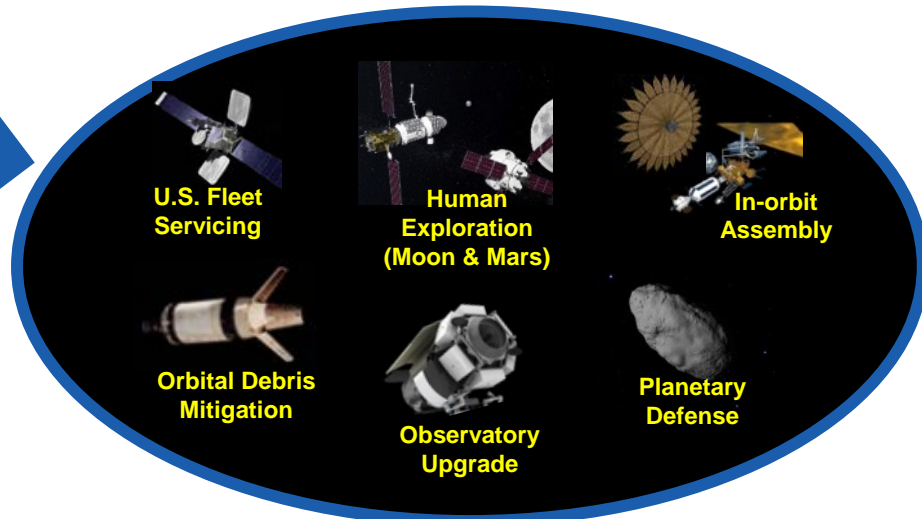 U.S. Fleet
Servicing
Human
Exploration
(Moon & Mars)
In-orbit
Assembly
Orbital Debris
Mitigation
Observatory
Upgrade
Planetary
Defense